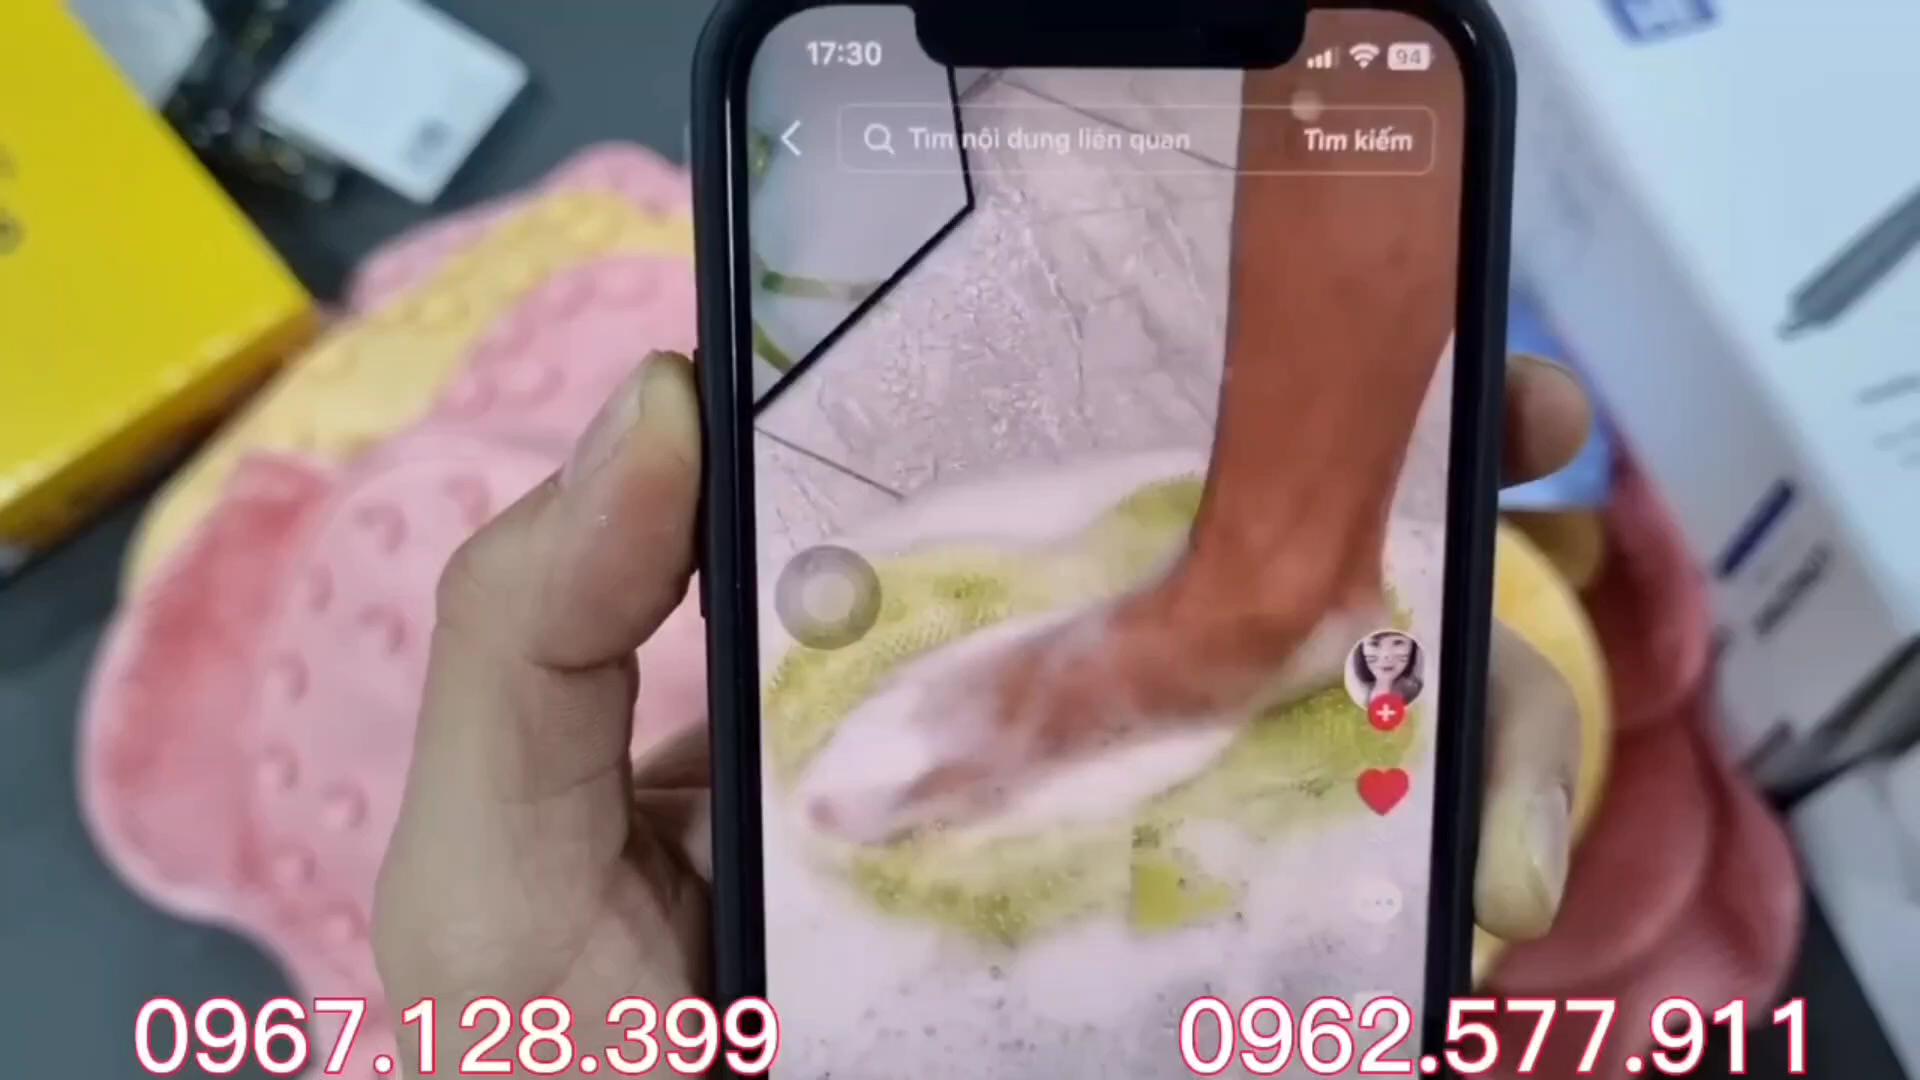 17:30
94
Tìm nội dung liên quan
Tìm kiếm
0967.128.399
0962.577.911